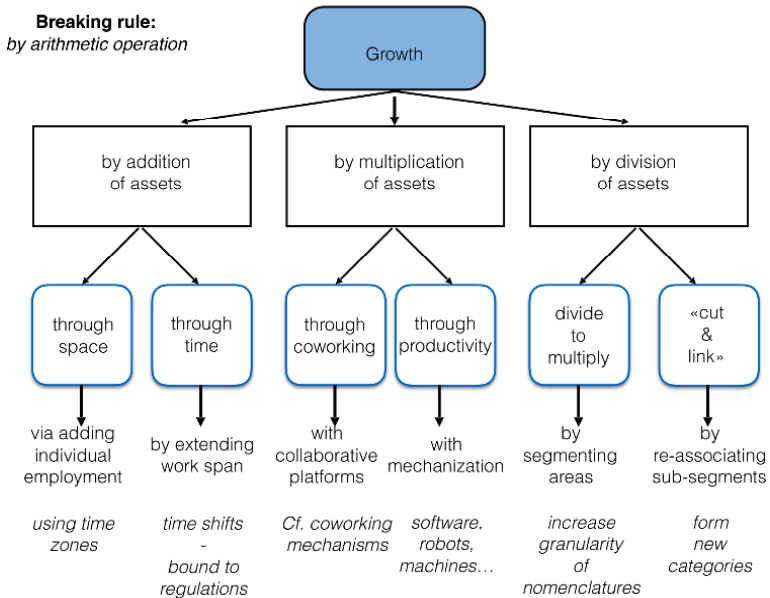 Breaking rule:
by arithmetic operation
Growth
by addition
of assets
by multiplication
of assets
by division
of assets
through
space
through
time
through
coworking
through
productivity
divide
to
multiply
«cut
&
link»
via adding
individual
employment
by extending
work span
with
collaborative
platforms
with
mechanization
by
segmenting
areas
by
re-associating
sub-segments
using time
zones
time shifts
-
bound to
regulations
Cf. coworking
mechanisms
software,
robots,
machines…
increase
granularity
of
nomenclatures
form
new
categories